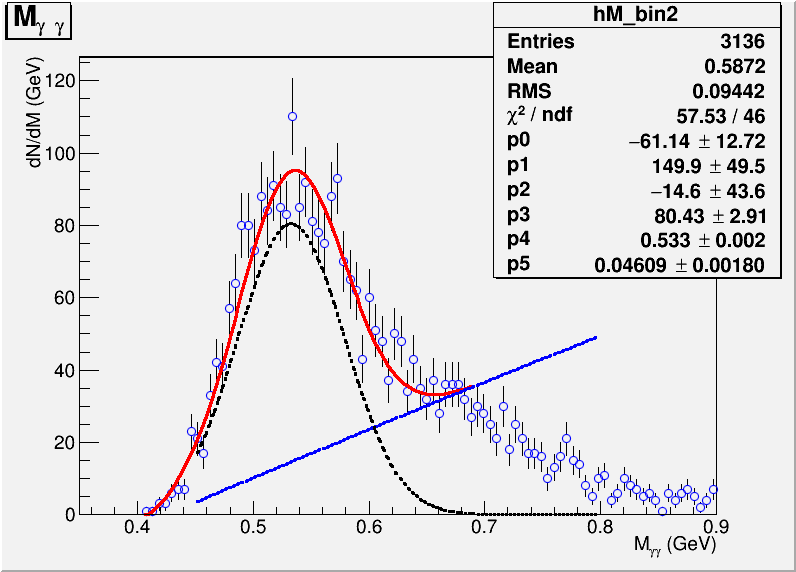 M_γ γ
hM_bin2
Entries 3136
Mean 0.5872
RMS 0.09442
χ² / ndf 57.53 / 46
p0 −61.14 ± 12.72
p1 149.9 ± 49.5
p2 −14.6 ± 43.6
p3 80.43 ± 2.91
p4 0.533 ± 0.002
p5 0.04609 ± 0.00180
dN/dM (GeV)
120
100
80
60
40
20
0
0.4 0.5 0.6 0.7 0.8 0.9
M_γγ (GeV)